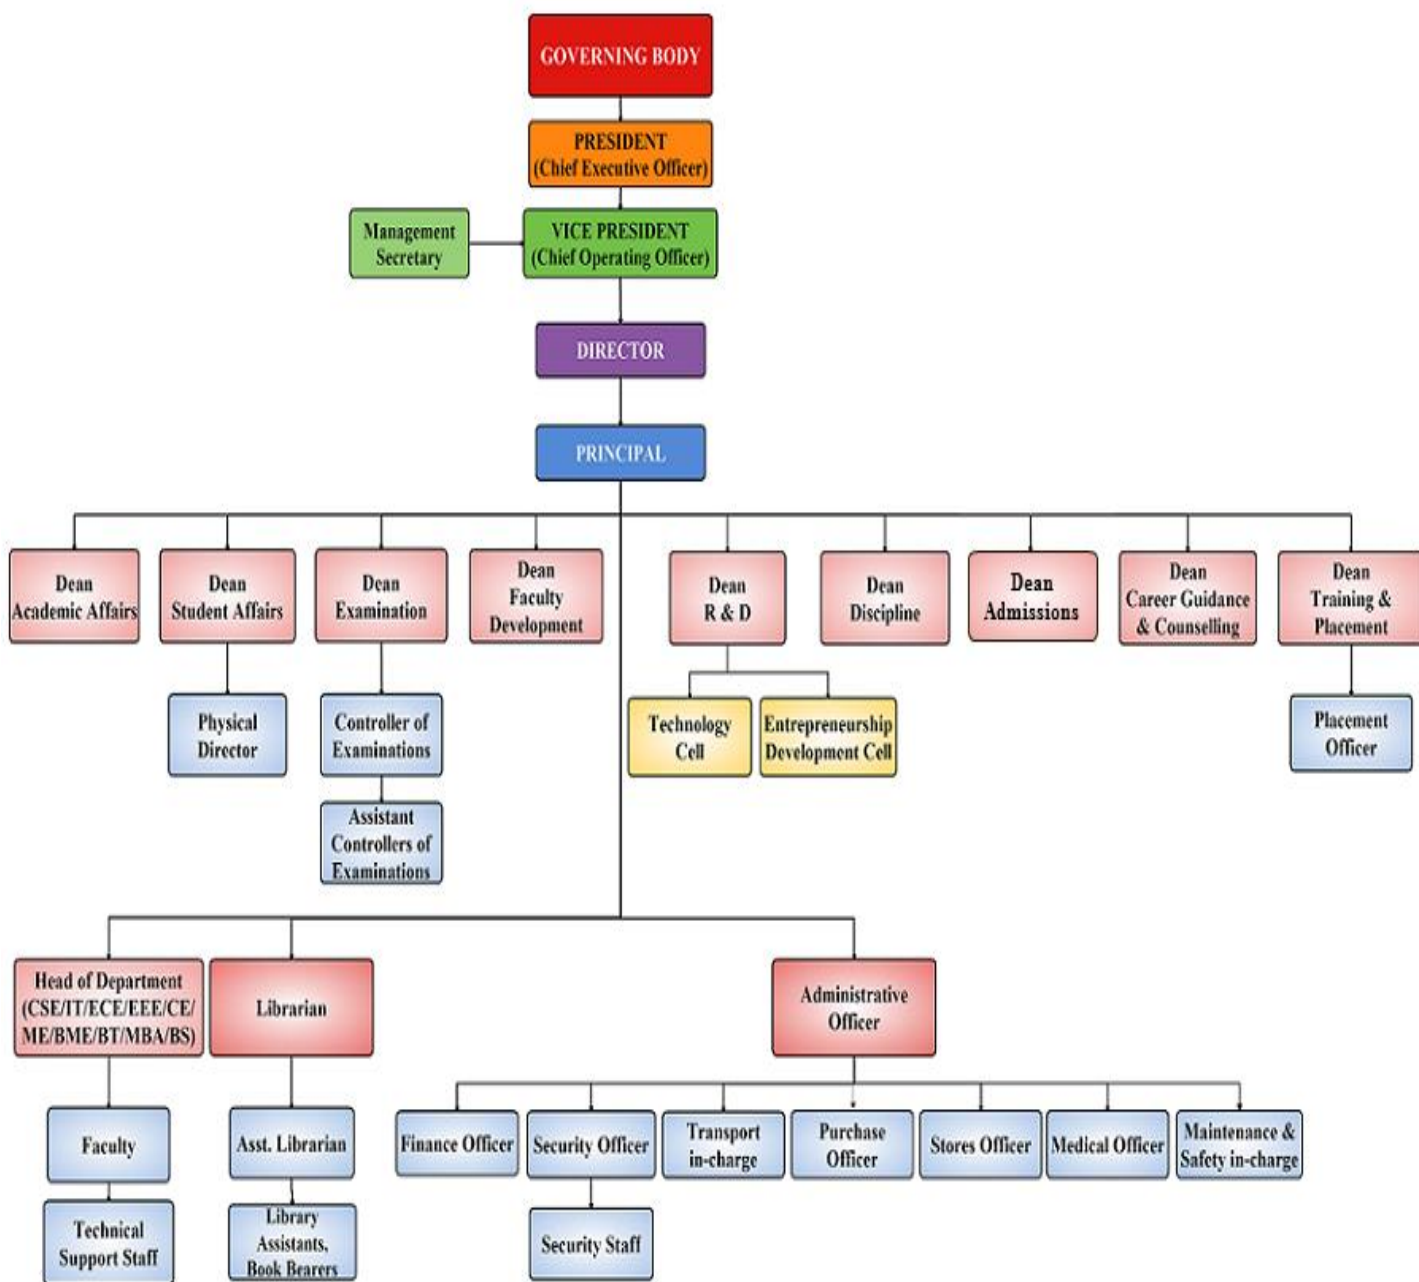 GOVERNING BODY
PRESIDENT
(Chief Executive Officer)
Management
Secretary
VICE PRESIDENT
(Chief Operating Officer)
DIRECTOR
PRINCIPAL
Dean
Academic Affairs
Dean
Student Affairs
Dean
Examination
Dean
Faculty
Development
Dean
R & D
Dean
Discipline
Dean
Admissions
Dean
Career Guidance
& Counselling
Dean
Training &
Placement
Physical
Director
Controller of
Examinations
Technology
Cell
Entrepreneurship
Development Cell
Placement
Officer
Assistant
Controllers of
Examinations
Head of Department
(CSE/IT/ECE/EEE/CE/
ME/BME/BT/MBA/BS)
Librarian
Administrative
Officer
Faculty
Asst. Librarian
Finance Officer
Security Officer
Transport
in-charge
Purchase
Officer
Stores Officer
Medical Officer
Maintenance &
Safety in-charge
Technical
Support Staff
Library
Assistants,
Book Bearers
Security Staff